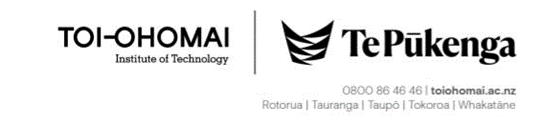 TOI-OHOMAI
Institute of Technology
Te Pūkenga
0800 86 46 46 | toiohomai.ac.nz
Rotorua | Tauranga | Taupō | Tokoroa | Whakatāne